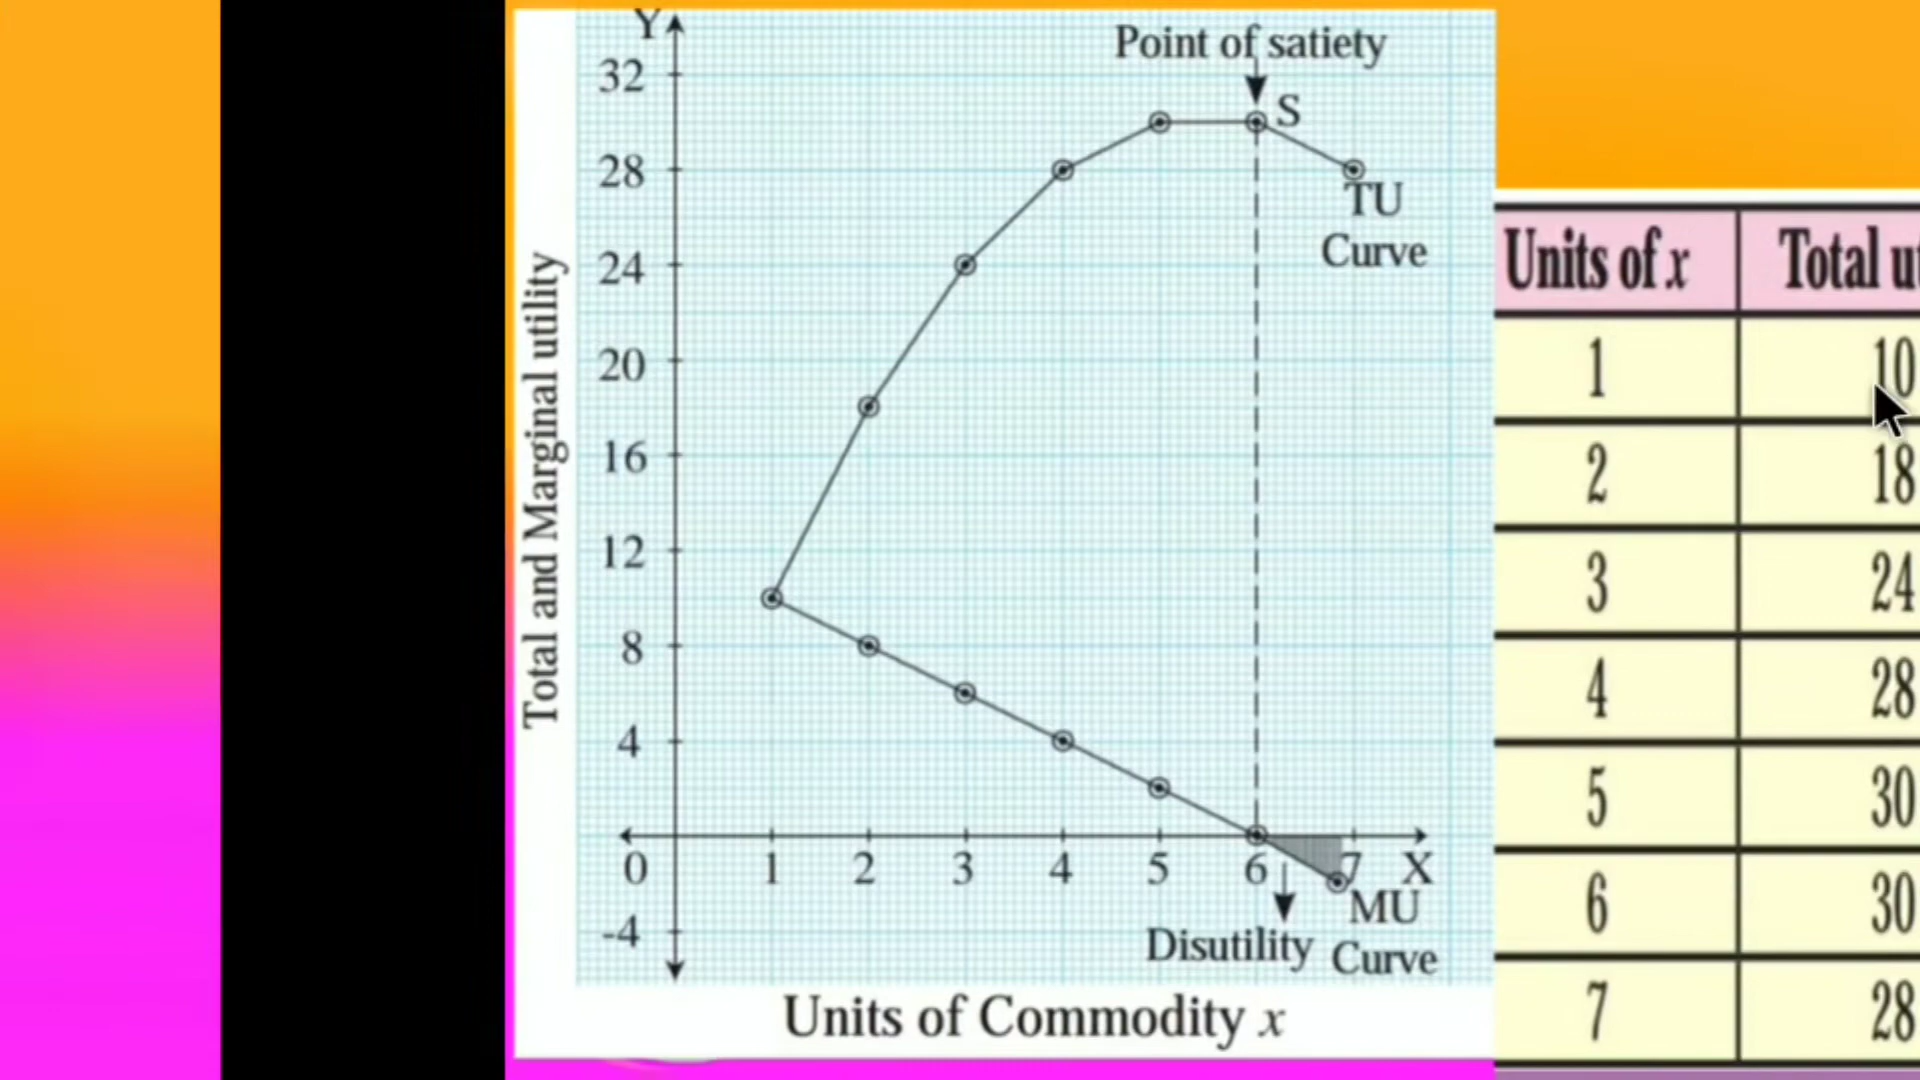 Y
Point of satiety
32
S
28
TU
Curve
24
20
16
12
8
4
0 1 2 3 4 5 6 7 X
MU
-4
Disutility
Curve
Total and Marginal utility
Units of Commodity x
Units of x Total
1 10
2 18
3 24
4 28
5 30
6 30
7 28